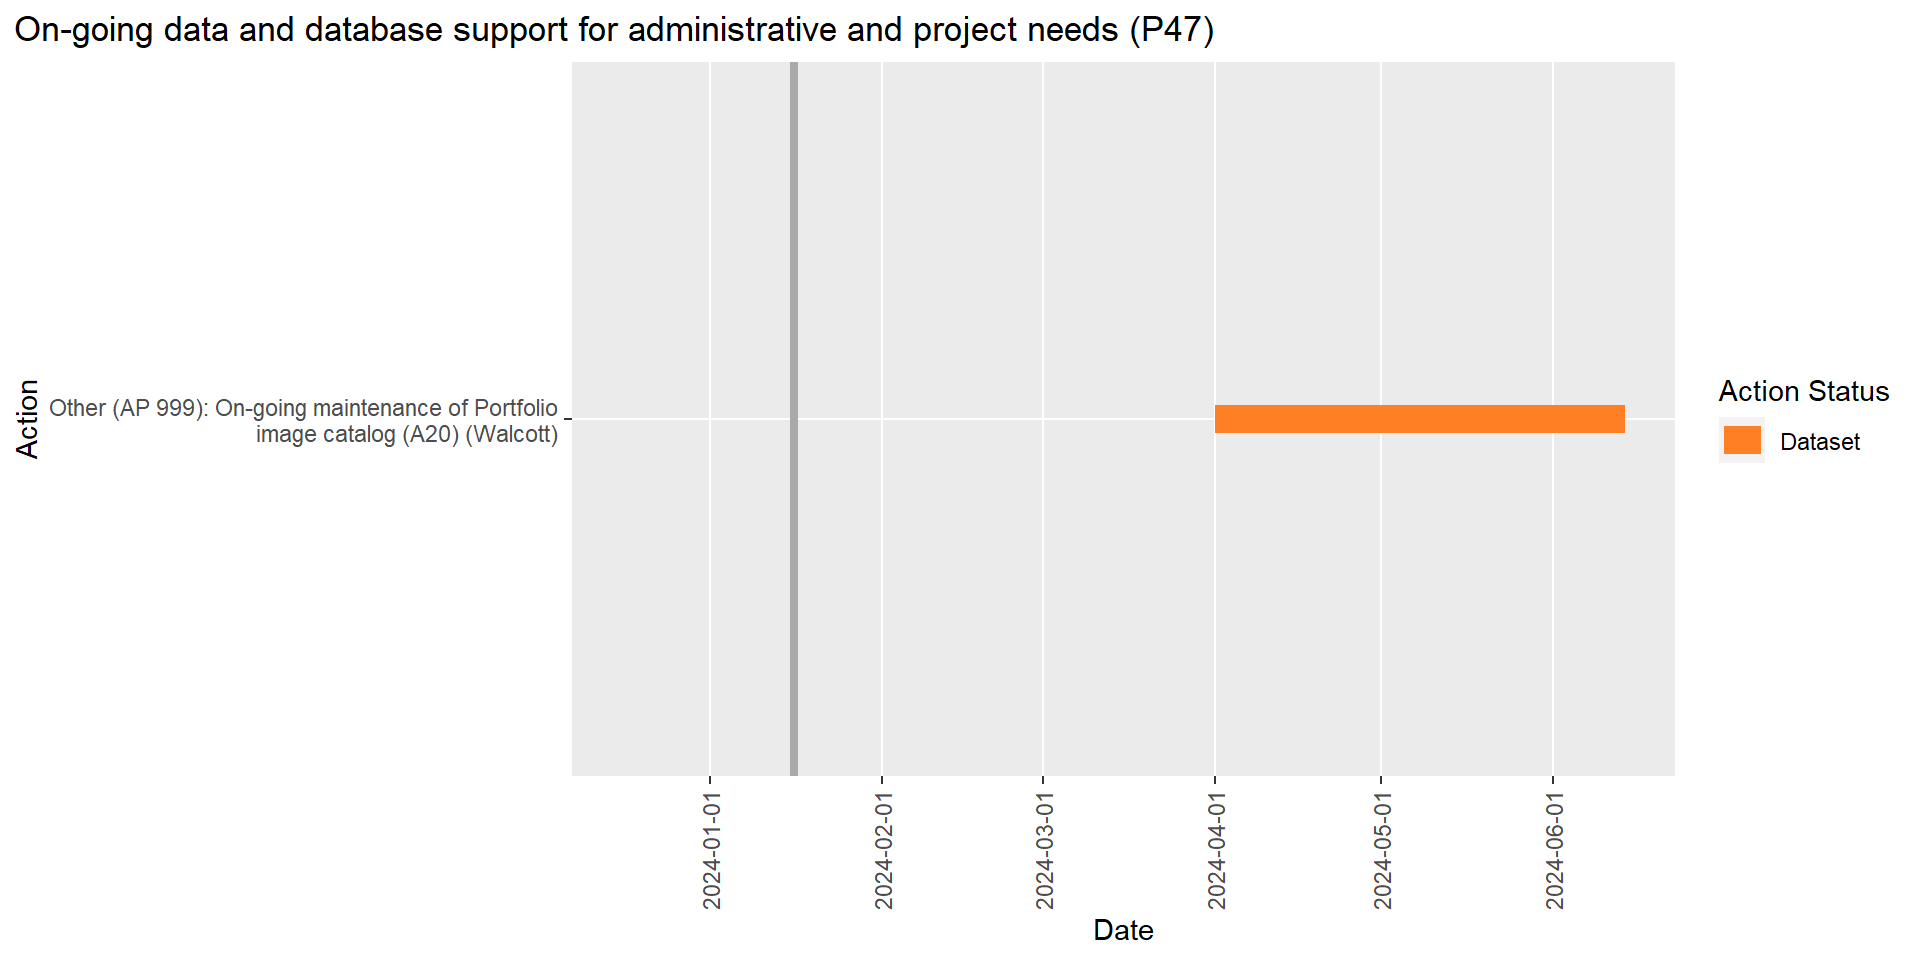 On-going data and database support for administrative and project needs (P47)
Action
Other (AP 999): On-going maintenance of Portfolio
image catalog (A20) (Walcott)
Action Status
Dataset
2024-01-01
2024-02-01
2024-03-01
2024-04-01
2024-05-01
2024-06-01
Date